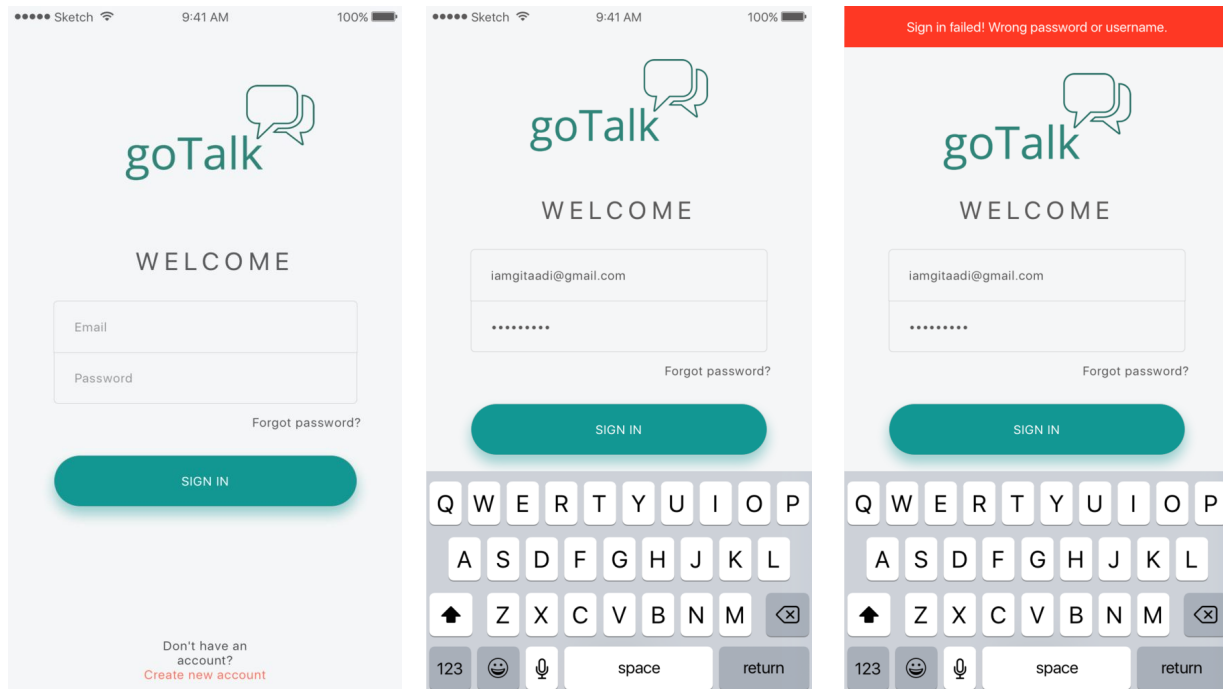 Sketch 9:41 AM 100%
goTalk
WELCOME
Email
Password
Forgot password?
SIGN IN
Don't have an
account?
Create new account
Sketch 9:41 AM 100%
goTalk
WELCOME
iamgitaadi@gmail.com
•••••••••
Forgot password?
SIGN IN
Q W E R T Y U I O P
A S D F G H J K L
Z X C V B N M
123 space return
Sign in failed! Wrong password or username.
goTalk
WELCOME
iamgitaadi@gmail.com
•••••••••
Forgot password?
SIGN IN
Q W E R T Y U I O P
A S D F G H J K L
Z X C V B N M
123 space return